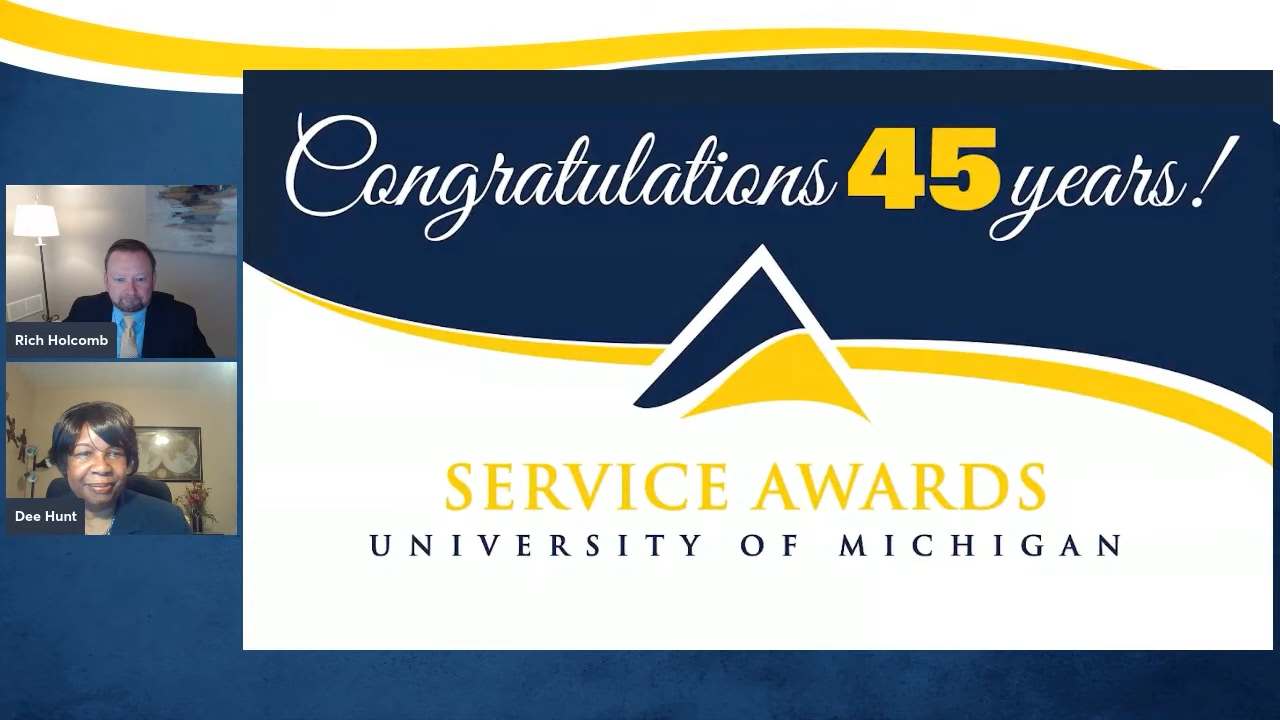 Congratulations 45 years!
Rich Holcomb
Dee Hunt
SERVICE AWARDS
UNIVERSITY OF MICHIGAN